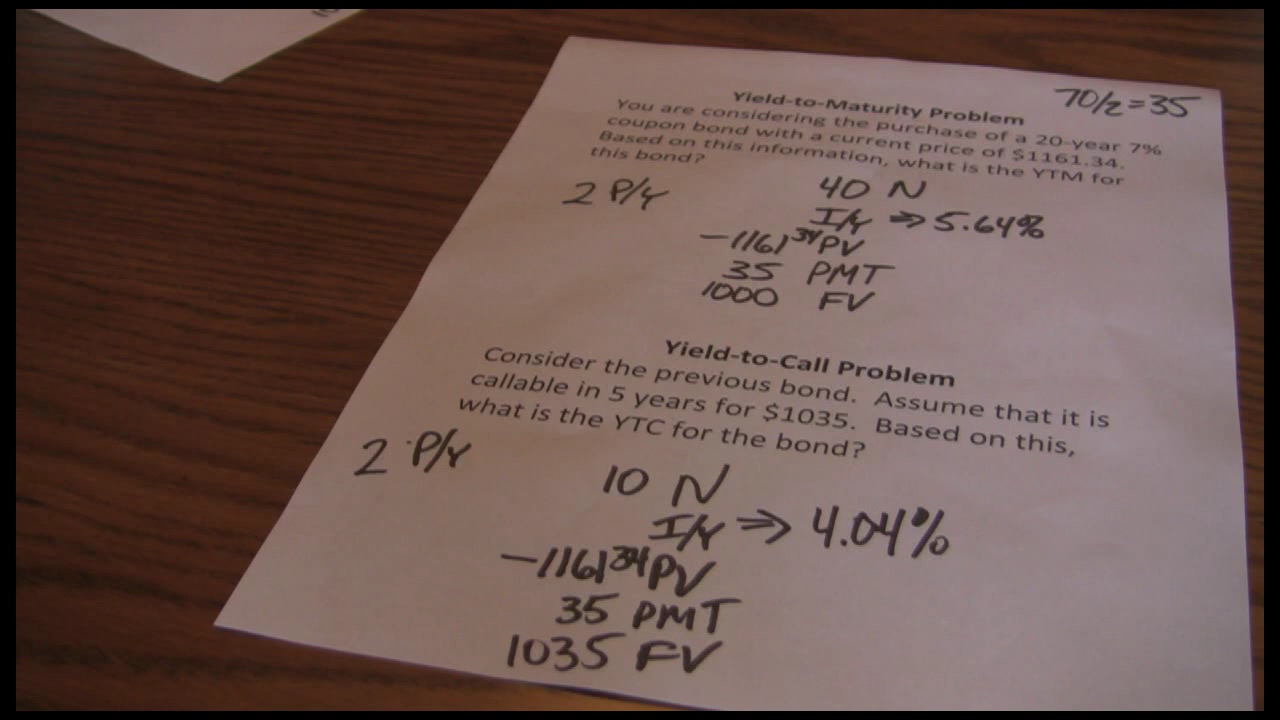 70/2=35
Yield-to-Maturity Problem
You are considering the purchase of a 20-year 7%
coupon bond with a current price of $1161.34.
Based on this information, what is the YTM for
this bond?
2 P/Y
40 N
I/Y ⇒ 5.64%
-1161³⁴ PV
35 PMT
1000 FV
Yield-to-Call Problem
Consider the previous bond. Assume that it is
callable in 5 years for $1035. Based on this,
what is the YTC for the bond?
2 P/Y
10 N
I/Y ⇒ 4.04%
-1161³⁴ PV
35 PMT
1035 FV